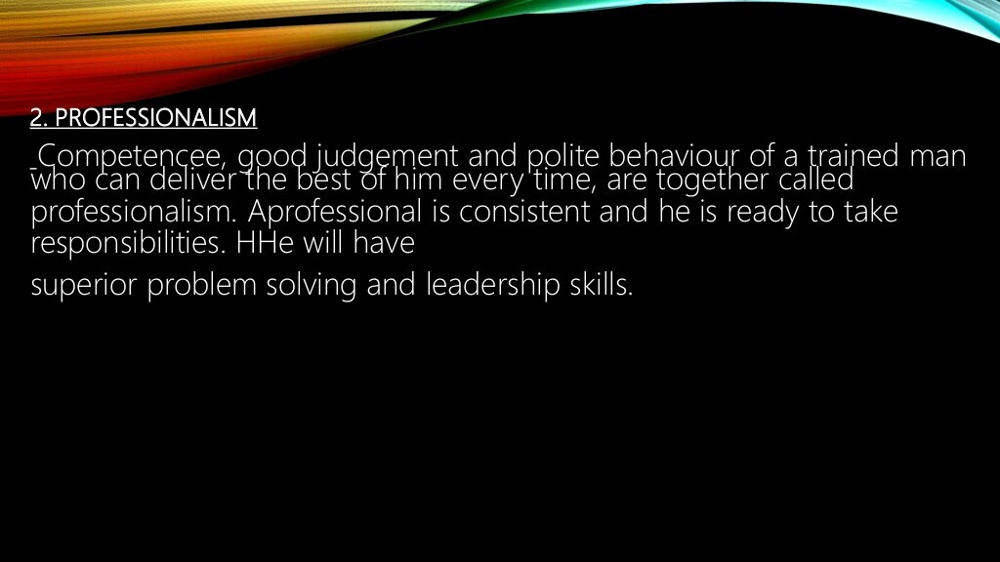 2. PROFESSIONALISM
Competencee, good judgement and polite behaviour of a trained man
who can deliver the best of him every time, are together called
professionalism. Aprofessional is consistent and he is ready to take
responsibilities. HHe will have
superior problem solving and leadership skills.